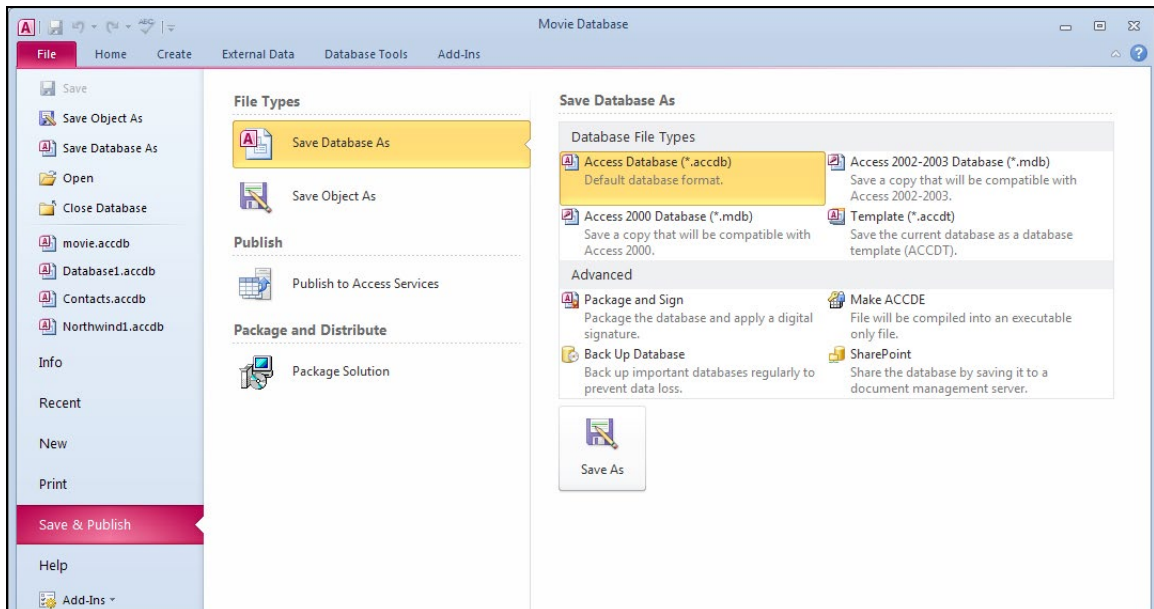 Movie Database
File Home Create External Data Database Tools Add-Ins
Save
Save Object As
Save Database As
Open
Close Database
movie.accdb
Database1.accdb
Contacts.accdb
Northwind1.accdb
Info
Recent
New
Print
Save & Publish
Help
Add-Ins
File Types
Save Database As
Save Object As
Publish
Publish to Access Services
Package and Distribute
Package Solution
Save Database As
Database File Types
Access Database (*.accdb)
Default database format.
Access 2002-2003 Database (*.mdb)
Save a copy that will be compatible with
Access 2002-2003.
Access 2000 Database (*.mdb)
Save a copy that will be compatible with
Access 2000.
Template (*.accdt)
Save the current database as a database
template (ACCDT).
Advanced
Package and Sign
Package the database and apply a digital
signature.
Make ACCDE
File will be compiled into an executable
only file.
Back Up Database
Back up important databases regularly to
prevent data loss.
SharePoint
Share the database by saving it to a
document management server.
Save As